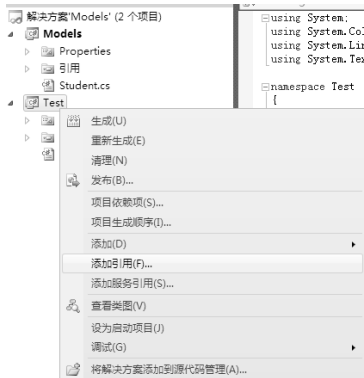 解决方案'Models' (2 个项目)
Models
Properties
引用
Student.cs
Test
using System;
using System.Col
using System.Lin
using System.Tex
namespace Test
{
生成(U)
重新生成(E)
清理(N)
发布(B)...
项目依赖项(S)...
项目生成顺序(I)...
添加(D)
添加引用(F)...
添加服务引用(S)...
查看类图(V)
设为启动项目(J)
调试(G)
将解决方案添加到源代码管理(A)...